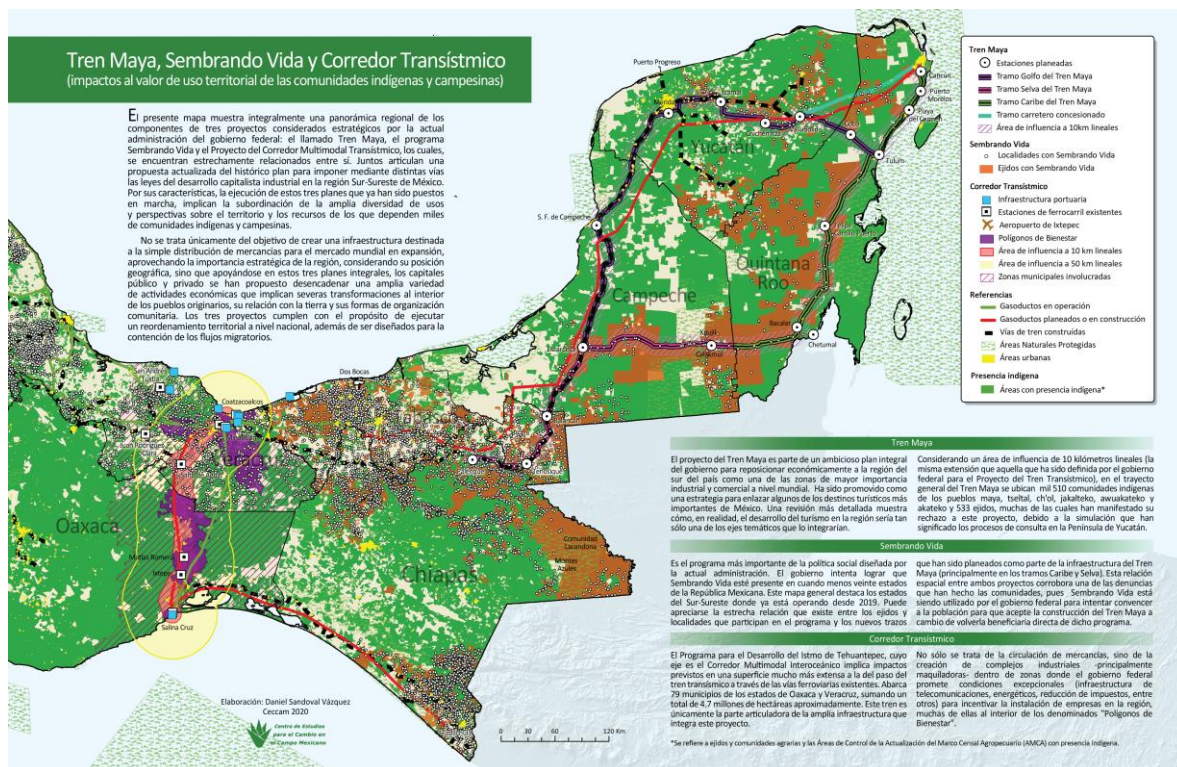 Tren Maya, Sembrando Vida y Corredor Transístmico
(impactos al valor de uso territorial de las comunidades indígenas y campesinas)
El presente mapa muestra integralmente una panorámica regional de los
componentes de tres proyectos considerados estratégicos por la actual
administración del gobierno federal: el llamado Tren Maya, el programa
Sembrando Vida y el Proyecto del Corredor Multimodal Transístmico, los cuales,
se encuentran estrechamente relacionados entre sí. Juntos articulan una
propuesta actualizada del histórico plan para imponer mediante distintas vías
las leyes del desarrollo capitalista industrial en la región Sur-Sureste de México.
Por sus características, la ejecución de estos tres planes que ya han sido puestos
en marcha, implican la subordinación de la amplia diversidad de usos
y perspectivas sobre el territorio y los recursos de los que dependen miles
de comunidades indígenas y campesinas.
No se trata únicamente del objetivo de crear una infraestructura destinada
a la simple distribución de mercancías para el mercado mundial en expansión,
aprovechando la importancia estratégica de la región, considerando su posición
geográfica, sino que apoyándose en estos tres planes integrales, los capitales
público y privado se han propuesto desencadenar una amplia variedad
de actividades económicas que implican severas transformaciones al interior
de los pueblos originarios, su relación con la tierra y sus formas de organización
comunitaria. Los tres proyectos cumplen con el propósito de ejecutar
un reordenamiento territorial a nivel nacional, además de ser diseñados para la
contención de los flujos migratorios.
Puerto Progreso
Cancún
Puerto
Morelos
Playa
del Carmen
Tulum
Yucatán
S. F. de Campeche
Quintana
Roo
Campeche
Bacalar
Chetumal
Xpujil
Dos Bocas
Coatzacoalcos
Tenosique
Oaxaca
Matías Romero
Ixtepec
Salina Cruz
Chiapas
Comunidad
Lacandona
Montes
Azules
Tren Maya
Estaciones planeadas
Tramo Golfo del Tren Maya
Tramo Selva del Tren Maya
Tramo Caribe del Tren Maya
Tramo carretero concesionado
Área de influencia a 10km lineales
Sembrando Vida
Localidades con Sembrando Vida
Ejidos con Sembrando Vida
Corredor Transístmico
Infraestructura portuaria
Estaciones de ferrocarril existentes
Aeropuerto de Ixtepec
Polígonos de Bienestar
Área de influencia a 10 km lineales
Área de influencia a 50 km lineales
Zonas municipales involucradas
Referencias
Gasoductos en operación
Gasoductos planeados o en construcción
Vías de tren construidas
Áreas Naturales Protegidas
Áreas urbanas
Presencia indígena
Áreas con presencia indígena*
Tren Maya
El proyecto del Tren Maya es parte de un ambicioso plan integral
del gobierno para reposicionar económicamente a la región del
sur del país como una de las zonas de mayor importancia
industrial y comercial a nivel mundial. Ha sido promovido como
una estrategia para enlazar algunos de los destinos turísticos más
importantes de México. Una revisión más detallada muestra
cómo, en realidad, el desarrollo del turismo en la región sería tan
sólo una de los ejes temáticos que lo integrarían.
Considerando un área de influencia de 10 kilómetros lineales (la
misma extensión que aquella que ha sido definida por el gobierno
federal para el Proyecto del Tren Transístmico), en el trayecto
general del Tren Maya se ubican mil 510 comunidades indígenas
de los pueblos maya, tseltal, ch'ol, jakalteko, awuakateko y
akateko y 533 ejidos, muchas de las cuales han manifestado su
rechazo a este proyecto, debido a la simulación que han
significado los procesos de consulta en la Península de Yucatán.
Sembrando Vida
Es el programa más importante de la política social diseñada por
la actual administración. El gobierno intenta lograr que
Sembrando Vida esté presente en cuando menos veinte estados
de la República Mexicana. Este mapa general destaca los estados
del Sur-Sureste donde ya está operando desde 2019. Puede
apreciarse la estrecha relación que existe entre los ejidos y
localidades que participan en el programa y los nuevos trazos
que han sido planeados como parte de la infraestructura del Tren
Maya (principalmente en los tramos Caribe y Selva). Esta relación
espacial entre ambos proyectos corrobora una de las denuncias
que han hecho las comunidades, pues Sembrando Vida está
siendo utilizado por el gobierno federal para intentar convencer
a la población para que acepte la construcción del Tren Maya a
cambio de volverla beneficiaria directa de dicho programa.
Corredor Transístmico
El Programa para el Desarrollo del Istmo de Tehuantepec, cuyo
eje es el Corredor Multimodal Interoceánico implica impactos
previstos en una superficie mucho más extensa a la del paso del
tren transístmico a través de las vías ferroviarias existentes. Abarca
79 municipios de los estados de Oaxaca y Veracruz, sumando un
total de 4.7 millones de hectáreas aproximadamente. Este tren es
únicamente la parte articuladora de la amplia infraestructura que
integra este proyecto.
No sólo se trata de la circulación de mercancías, sino de la
creación de complejos industriales -principalmente
maquiladoras- dentro de zonas donde el gobierno federal
promete condiciones excepcionales (infraestructura de
telecomunicaciones, energéticos, reducción de impuestos, entre
otros) para incentivar la instalación de empresas en la región,
muchas de ellas al interior de los denominados "Polígonos de
Bienestar".
*Se refiere a ejidos y comunidades agrarias y las Áreas de Control de la Actualización del Marco Censal Agropecuario (AMCA) con presencia indígena.
Elaboración: Daniel Sandoval Vázquez
Ceccam 2020
Centro de Estudios
para el Cambio en
el Campo Mexicano
0 30 60 120 Km